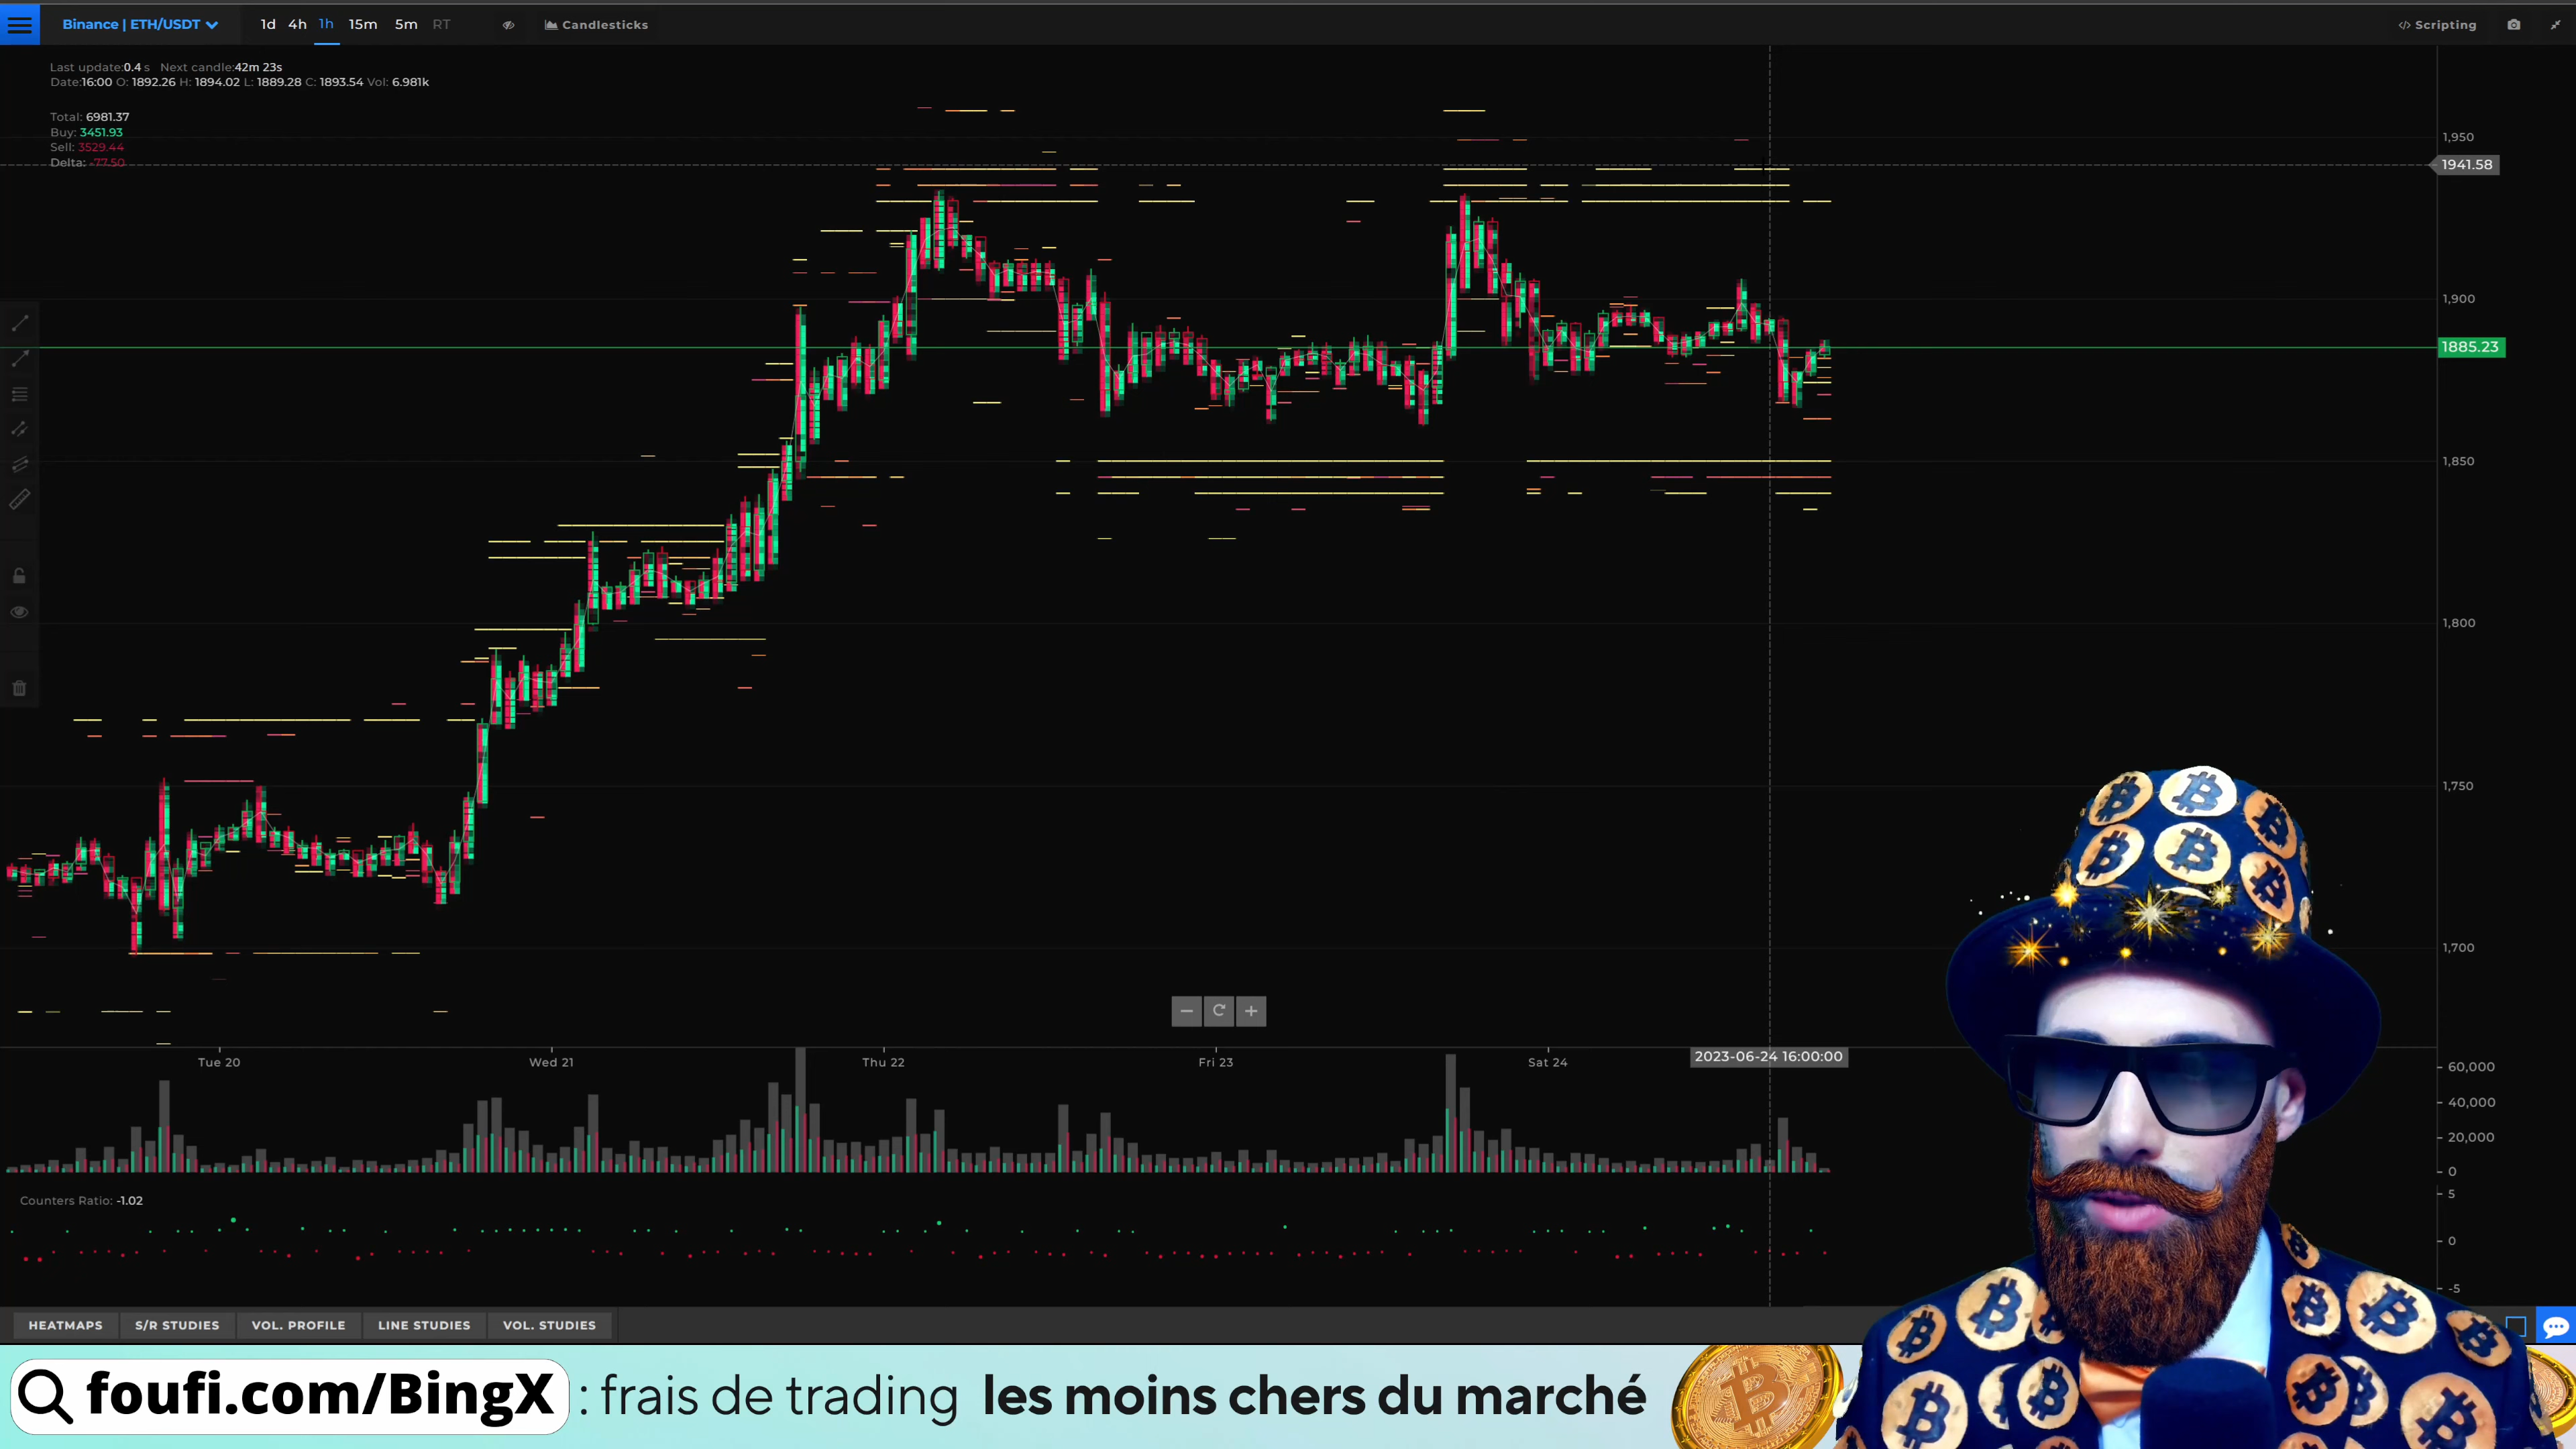 Binance | ETH/USDT 1d 4h 1h 15m 5m RT Candlesticks </> Scripting
Last update:0.4 s Next candle:42m 23s
Date:16:00 O: 1892.26 H: 1894.02 L: 1889.28 C: 1893.54 Vol: 6.981k
Total: 6981.37
Buy: 3451.93
Sell: 3529.44
Delta: -77.50
1,950
1941.58
1,900
1885.23
1,850
1,800
1,750
1,700
Tue 20 Wed 21 Thu 22 Fri 23 Sat 24 2023-06-24 16:00:00
60,000
40,000
20,000
0
Counters Ratio: -1.02
5
0
-5
HEATMAPS S/R STUDIES VOL. PROFILE LINE STUDIES VOL. STUDIES
foufi.com/BingX : frais de trading les moins chers du marché